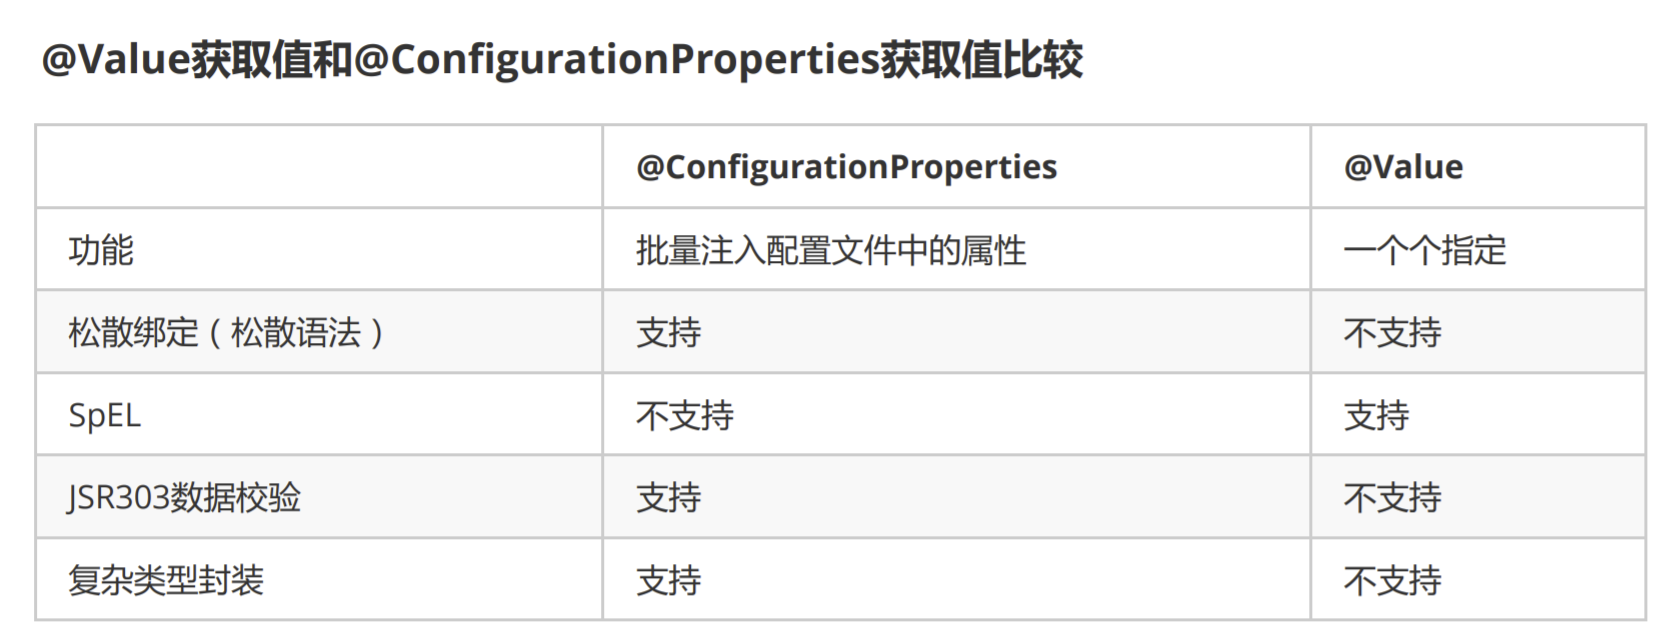 @Value获取值和@ConfigurationProperties获取值比较
@ConfigurationProperties @Value
功能 批量注入配置文件中的属性 一个个指定
松散绑定（松散语法） 支持 不支持
SpEL 不支持 支持
JSR303数据校验 支持 不支持
复杂类型封装 支持 不支持